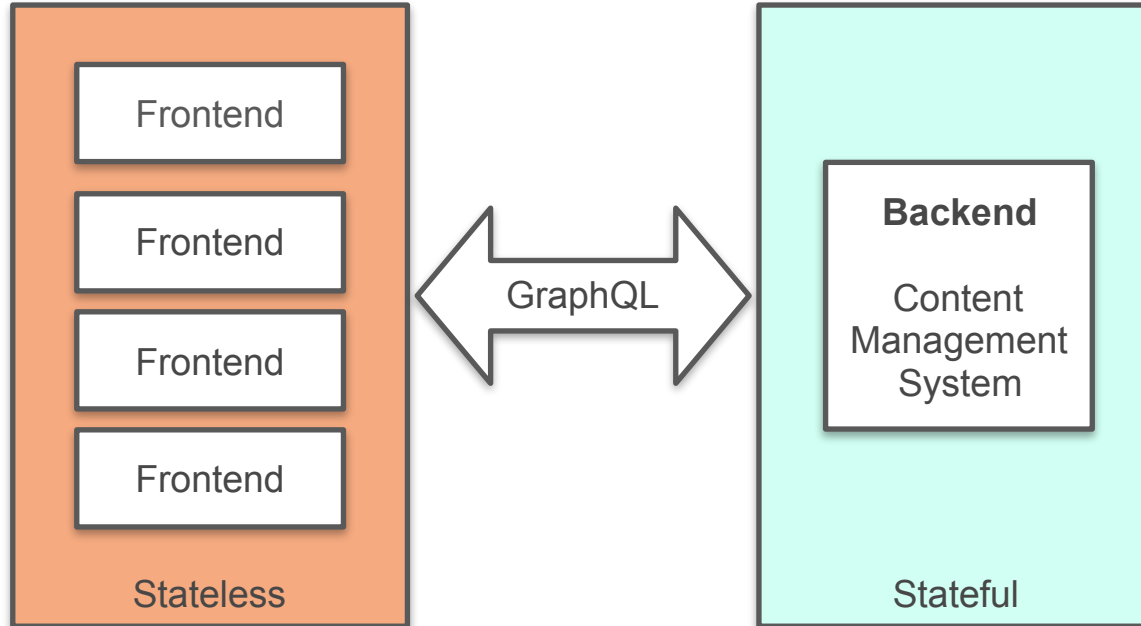 Frontend
Frontend
Frontend
Frontend
Stateless
GraphQL
Backend
Content
Management
System
Stateful